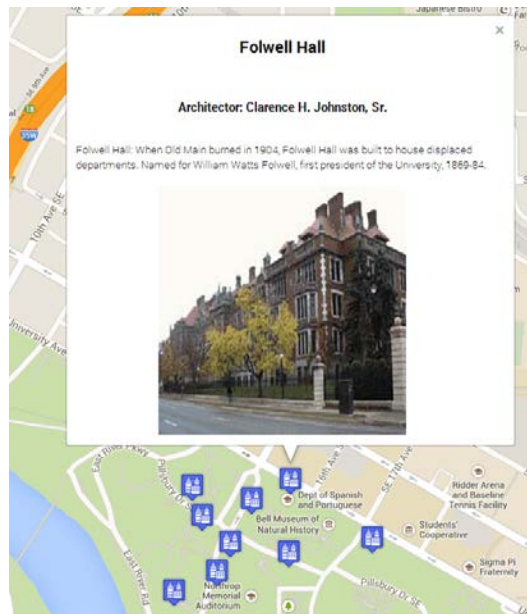 Japanese Bistro
×
Folwell Hall
Architector: Clarence H. Johnston, Sr.
Folwell Hall: When Old Main burned in 1904, Folwell Hall was built to house displaced
departments. Named for William Watts Folwell, first president of the University, 1869-84.
35W
10th Ave SE
University Ave
East River Pkwy
Pillsbury Dr SE
16th Ave SE
SE 17th Ave
Dept of Spanish
and Portuguese
Ridder Arena
and Baseline
Tennis Facility
Bell Museum of
Natural History
Students'
Cooperative
East River Rd
Northrop
Memorial
Auditorium
Sigma Pi
Fraternity
Pillsbury Dr SE